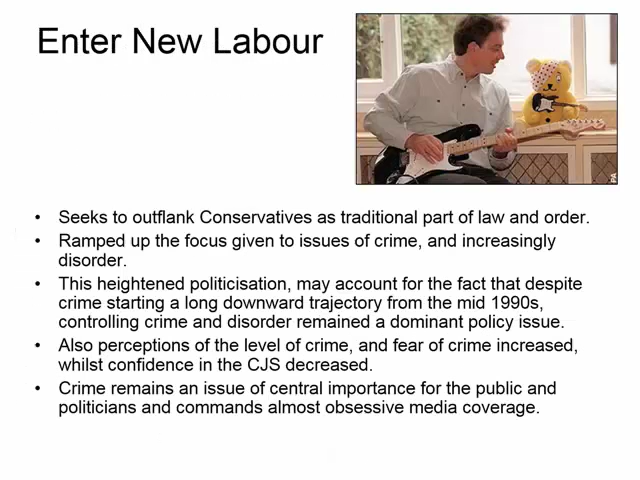 Enter New Labour
PA
• Seeks to outflank Conservatives as traditional part of law and order.
• Ramped up the focus given to issues of crime, and increasingly
disorder.
• This heightened politicisation, may account for the fact that despite
crime starting a long downward trajectory from the mid 1990s,
controlling crime and disorder remained a dominant policy issue.
• Also perceptions of the level of crime, and fear of crime increased,
whilst confidence in the CJS decreased.
• Crime remains an issue of central importance for the public and
politicians and commands almost obsessive media coverage.